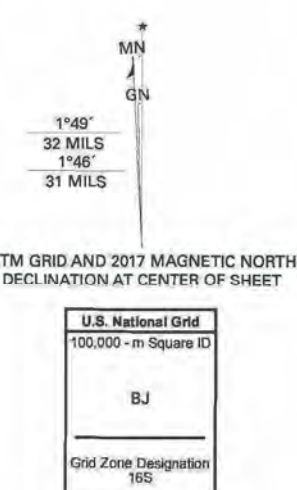 ★
MN
GN
1°49´
32 MILS
1°46´
31 MILS
TM GRID AND 2017 MAGNETIC NORTH
DECLINATION AT CENTER OF SHEET
U.S. National Grid
100,000 - m Square ID
BJ
Grid Zone Designation
16S